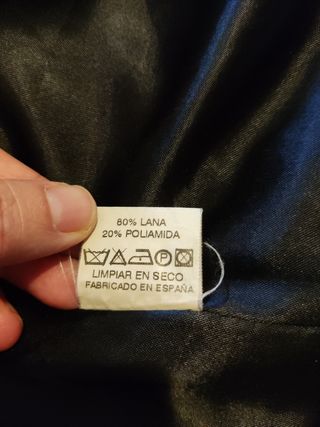 80% LANA
20% POLIAMIDA
P
LIMPIAR EN SECO
FABRICADO EN ESPAÑA